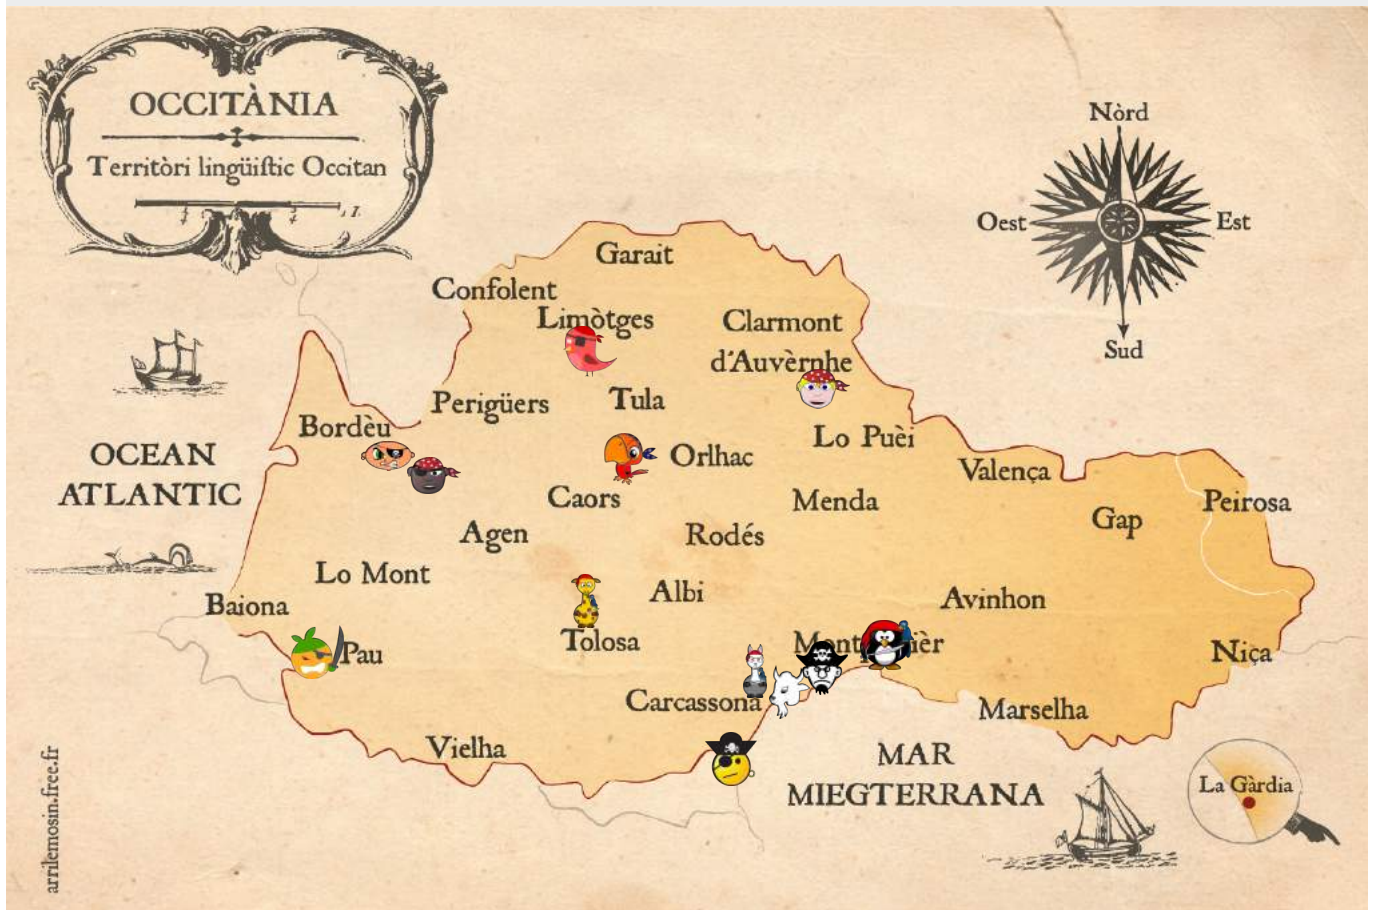 OCCITÀNIA
Territòri lingüiſtic Occitan
Nòrd
Oest
Est
Sud
Garait
Confolent
Limòtges
Clarmont
d'Auvèrnhe
Perigüers
Tula
Bordèu
Lo Puèi
OCEAN
ATLANTIC
Orlhac
Valença
Caors
Menda
Peirosa
Gap
Agen
Rodés
Lo Mont
Albi
Avinhon
Baiona
Tolosa
Pau
Niça
Carcassona
Marselha
Vielha
MAR
MIEGTERRANA
La Gàrdia
arrilemosin.free.fr